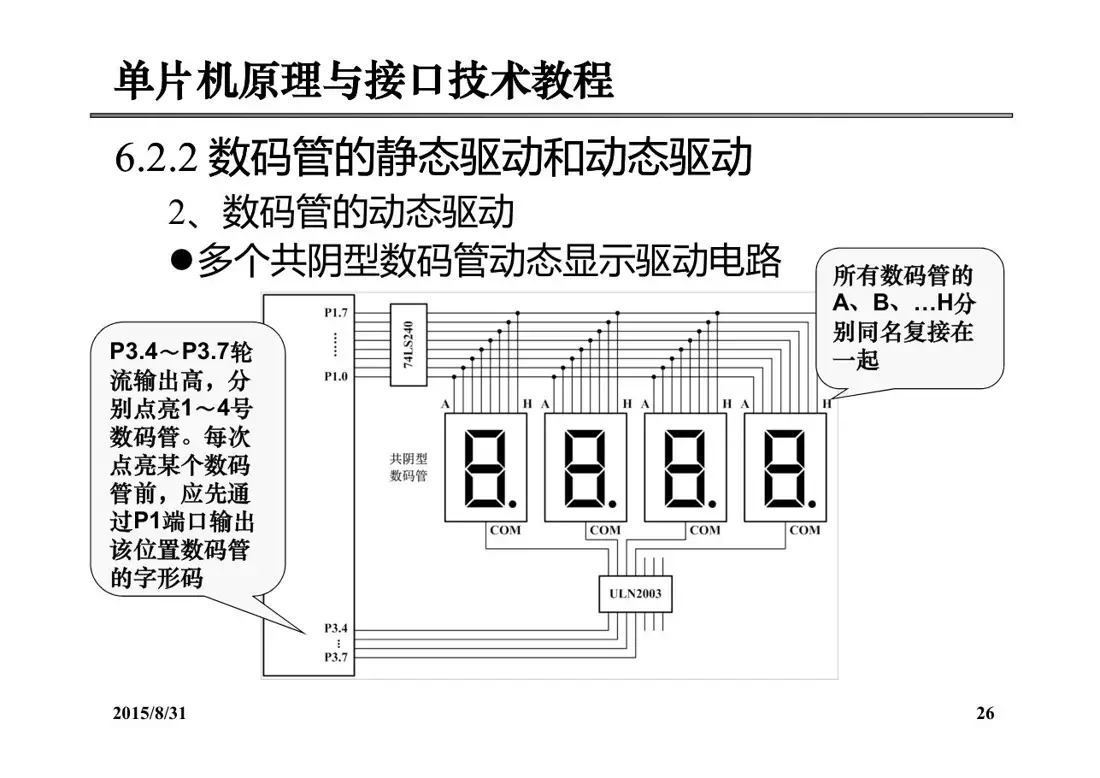 单片机原理与接口技术教程
6.2.2 数码管的静态驱动和动态驱动
2、数码管的动态驱动
●多个共阴型数码管动态显示驱动电路
所有数码管的
A、B、…H分
别同名复接在
一起
P3.4～P3.7轮
流输出高，分
别点亮1～4号
数码管。每次
点亮某个数码
管前，应先通
过P1端口输出
该位置数码管
的字形码
P1.7
……
P1.0
74LS240
A H A H A H A H
共阴型
数码管
COM COM COM COM
ULN2003
P3.4
…
P3.7
2015/8/31
26